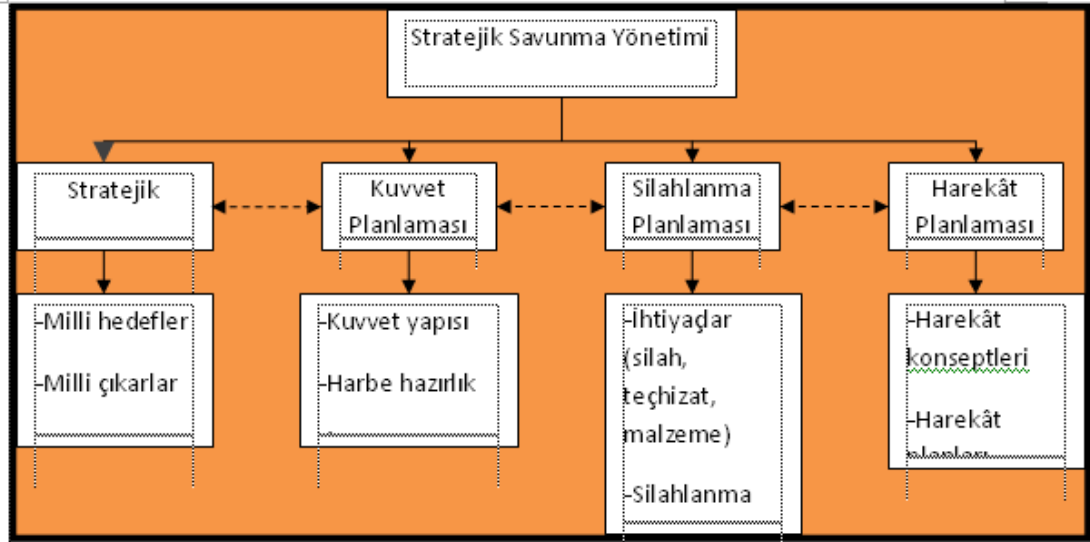 Stratejik Savunma Yönetimi
Stratejik
Kuvvet
Planlaması
Silahlanma
Planlaması
Harekât
Planlaması
-Milli hedefler
-Milli çıkarlar
-Kuvvet yapısı
-Harbe hazırlık
-İhtiyaçlar
(silah,
teçhizat,
malzeme)
-Silahlanma
-Harekât
konseptleri
-Harekât